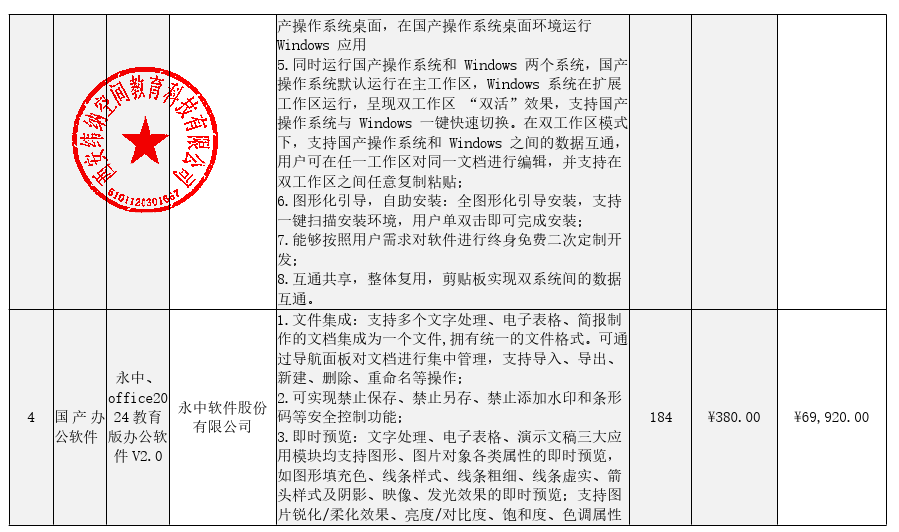 产操作系统桌面，在国产操作系统桌面环境运行
Windows 应用
5.同时运行国产操作系统和 Windows 两个系统，国产
操作系统默认运行在主工作区，Windows 系统在扩展
工作区运行，呈现双工作区 “双活”效果，支持国产
操作系统与 Windows 一键快速切换。在双工作区模式
下，支持国产操作系统和 Windows 之间的数据互通，
用户可在任一工作区对同一文档进行编辑，并支持在
双工作区之间任意复制粘贴；
6.图形化引导，自助安装：全图形化引导安装，支持
一键扫描安装环境，用户单双击即可完成安装；
7.能够按照用户需求对软件进行终身免费二次定制开
发；
8.互通共享，整体复用，剪贴板实现双系统间的数据
互通。
西安纬纳空间教育科技有限公司
6101120301667
4
国产办
公软件
永中、
office20
24教育
版办公软
件V2.0
永中软件股份
有限公司
1.文件集成：支持多个文字处理、电子表格、简报制
作的文档集成为一个文件,拥有统一的文件格式。可通
过导航面板对文档进行集中管理，支持导入、导出、
新建、删除、重命名等操作；
2.可实现禁止保存、禁止另存、禁止添加水印和条形
码等安全控制功能；
3.即时预览：文字处理、电子表格、演示文稿三大应
用模块均支持图形、图片对象各类属性的即时预览，
如图形填充色、线条样式、线条粗细、线条虚实、箭
头样式及阴影、映像、发光效果的即时预览；支持图
片锐化/柔化效果、亮度/对比度、饱和度、色调属性
184
¥380.00
¥69,920.00